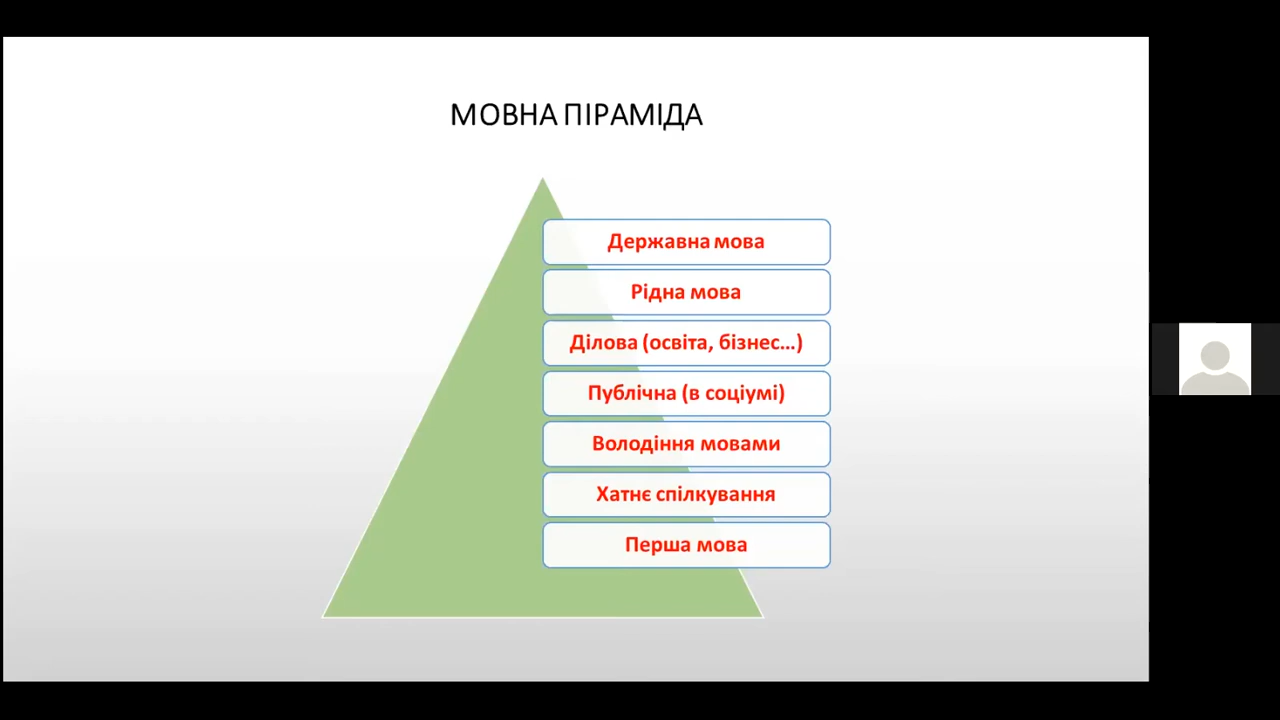 МОВНА ПІРАМІДА
Державна мова
Рідна мова
Ділова (освіта, бізнес...)
Публічна (в соціумі)
Володіння мовами
Хатнє спілкування
Перша мова